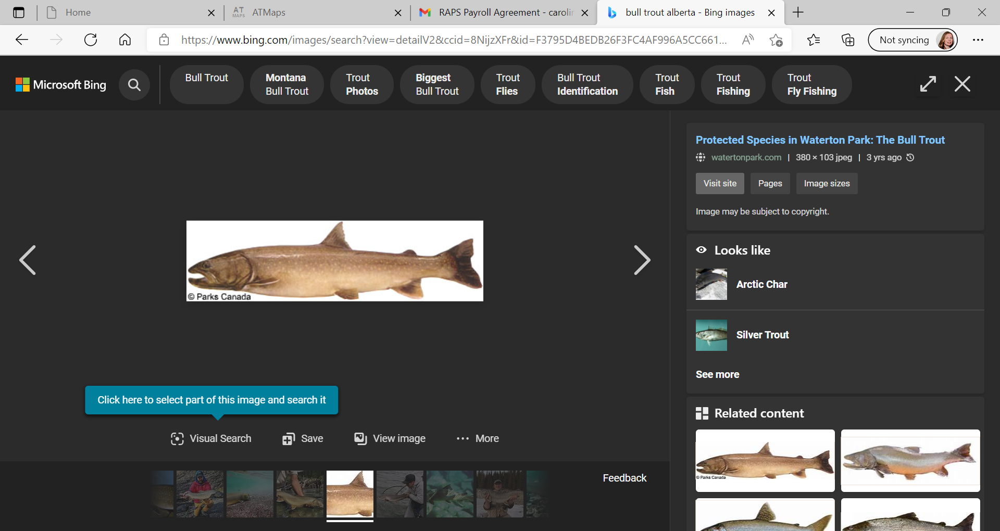 Home
AT
MAPS
ATMaps
RAPS Payroll Agreement - carolin
bull trout alberta - Bing images
https://www.bing.com/images/search?view=detailV2&ccid=8NijzXFr&id=F3795D4BEDB26F3FC4AF996A5CC661...
Not syncing
Microsoft Bing
Bull Trout
Montana
Bull Trout
Trout
Photos
Biggest
Bull Trout
Trout
Flies
Bull Trout
Identification
Trout
Fish
Trout
Fishing
Trout
Fly Fishing
© Parks Canada
Click here to select part of this image and search it
Visual Search
Save
View image
More
Feedback
Protected Species in Waterton Park: The Bull Trout
watertonpark.com | 380 × 103 jpeg | 3 yrs ago
Visit site
Pages
Image sizes
Image may be subject to copyright.
Looks like
Arctic Char
Silver Trout
See more
Related content
© Parks Canada